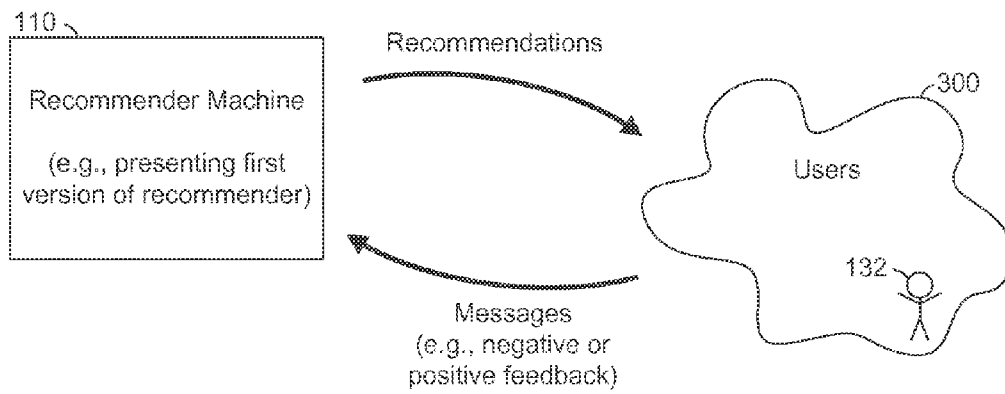 110
Recommender Machine
(e.g., presenting first
version of recommender)
Recommendations
300
Users
132
Messages
(e.g., negative or
positive feedback)